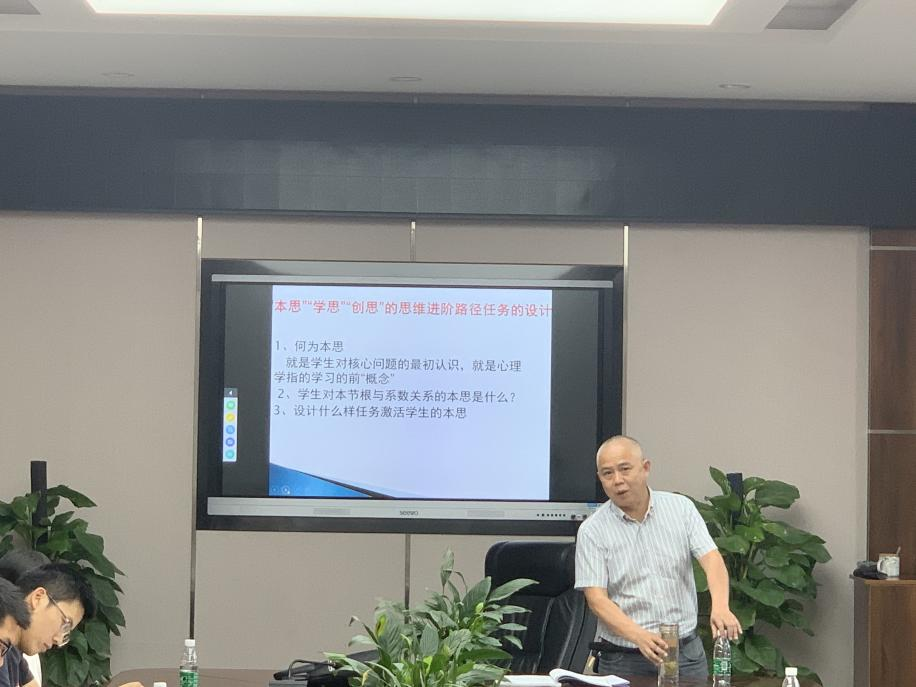 本思”“学思”“创思”的思维进阶路径任务的设计
1、何为本思
就是学生对核心问题的最初认识，就是心理
学指的学习的前“概念”
2、学生对本节根与系数关系的本思是什么？
3、设计什么样任务激活学生的本思
seewo